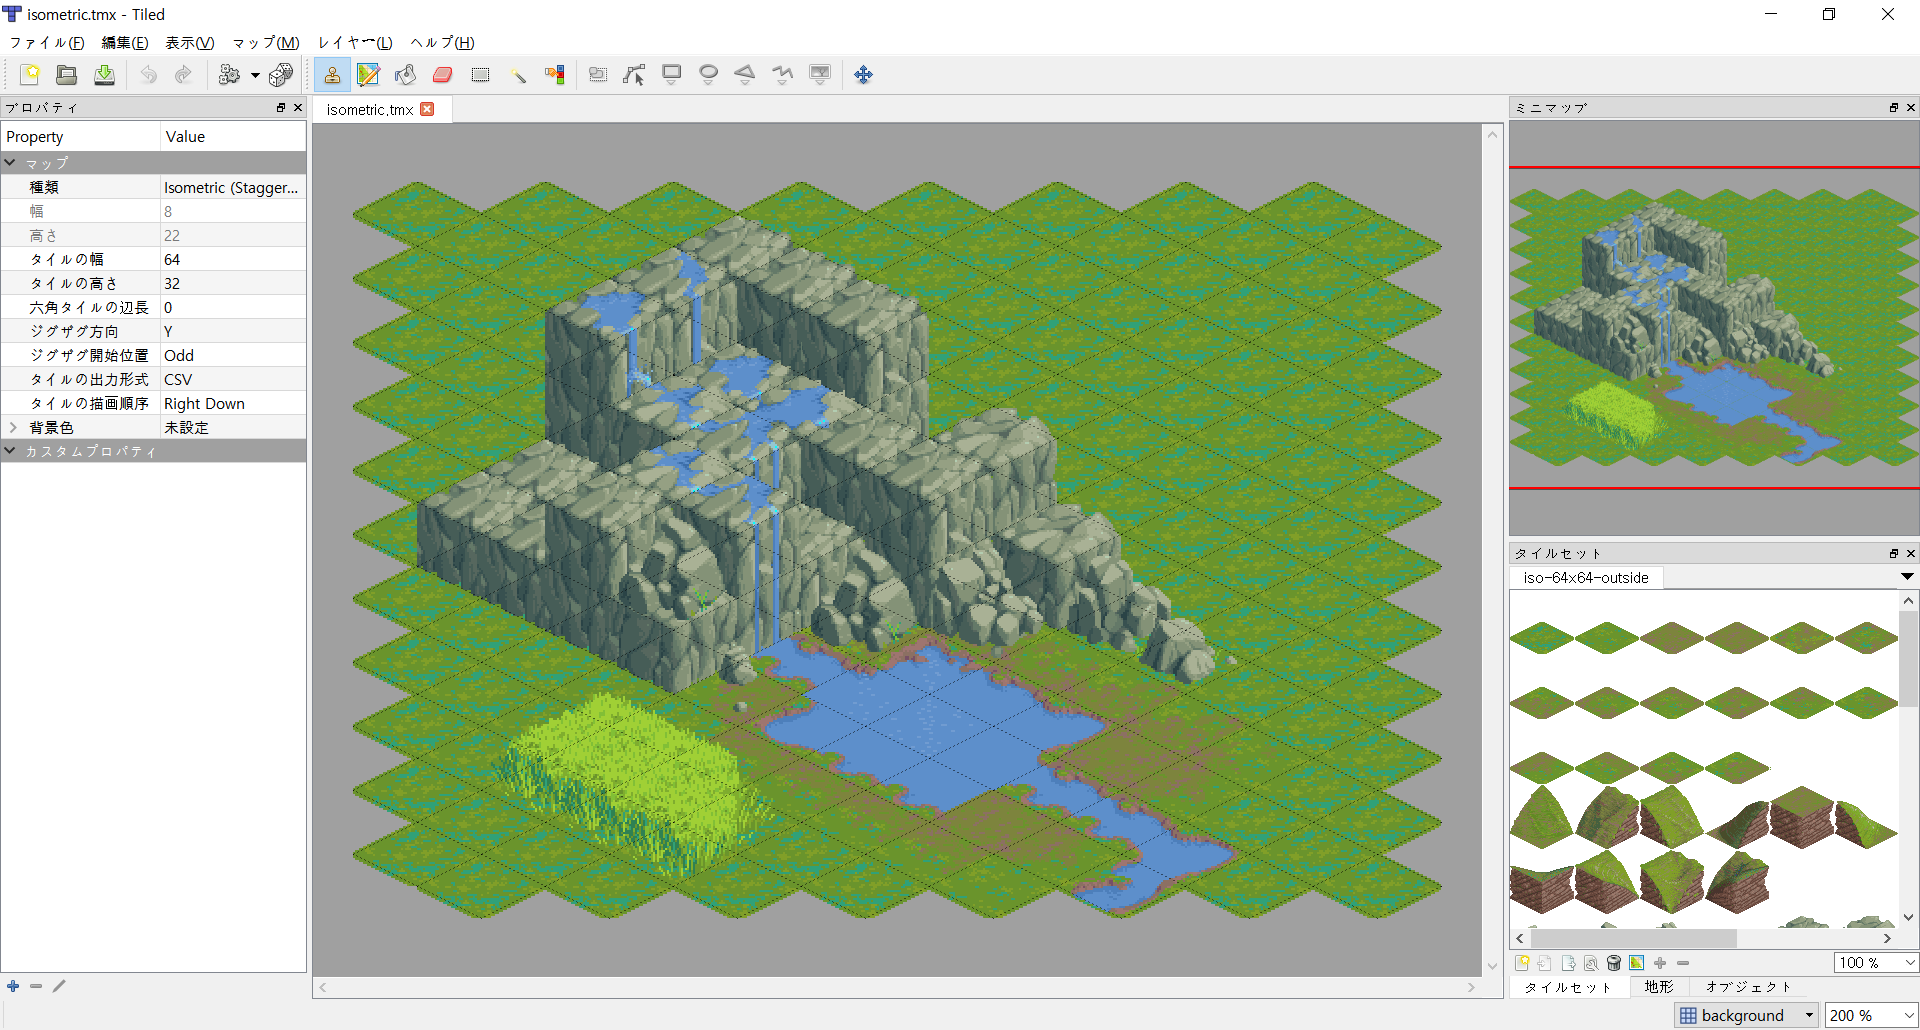 isometric.tmx - Tiled
ファイル(F) 編集(E) 表示(V) マップ(M) レイヤー(L) ヘルプ(H)
プロパティ
Property Value
マップ
種類 Isometric (Stagger...
幅 8
高さ 22
タイルの幅 64
タイルの高さ 32
六角タイルの辺長 0
ジグザグ方向 Y
ジグザグ開始位置 Odd
タイルの出力形式 CSV
タイルの描画順序 Right Down
背景色 未設定
カスタムプロパティ
isometric.tmx
ミニマップ
タイルセット
iso-64x64-outside
100 %
タイルセット 地形 オブジェクト
background 200 %